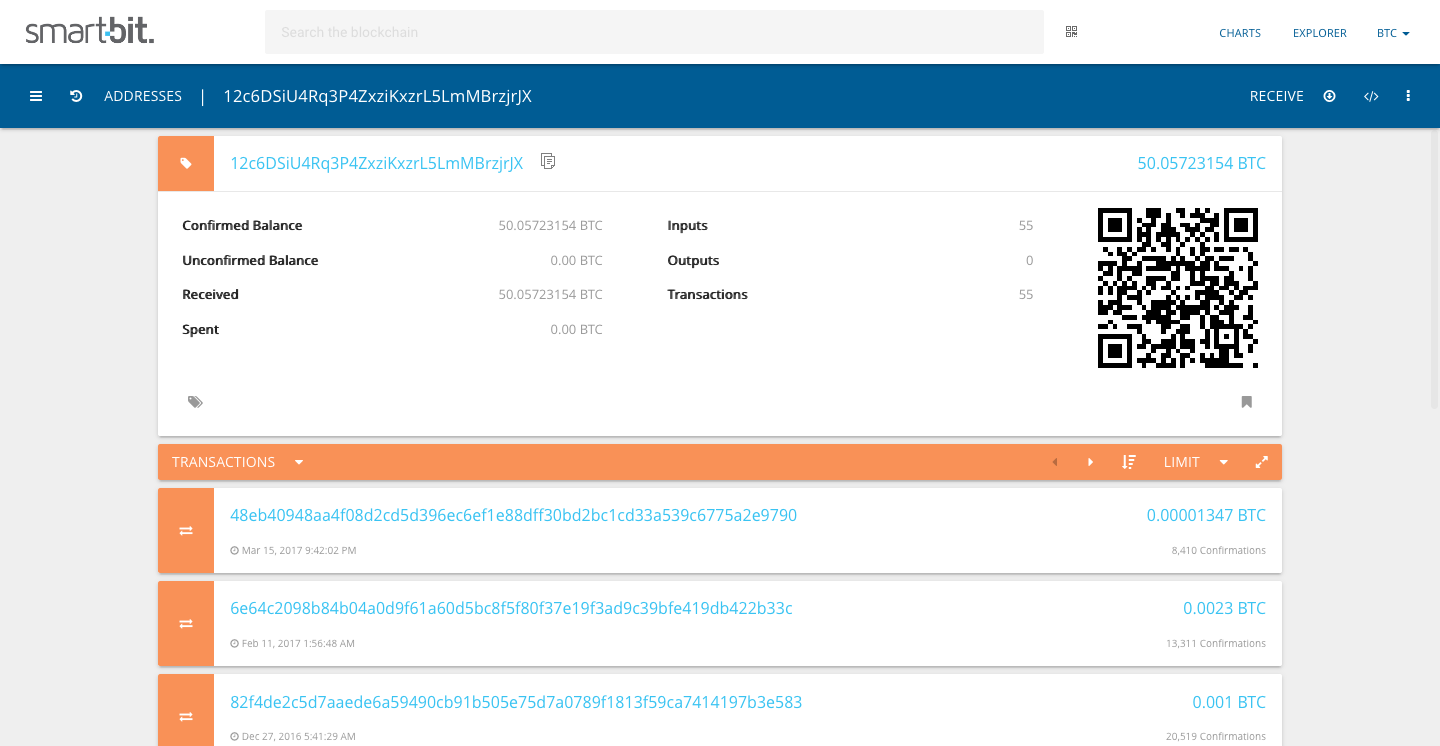 smartbit.
Search the blockchain
CHARTS
EXPLORER
BTC
ADDRESSES | 12c6DSiU4Rq3P4ZxziKxzrL5LmMBrzjrJX
RECEIVE
12c6DSiU4Rq3P4ZxziKxzrL5LmMBrzjrJX
50.05723154 BTC
Confirmed Balance 50.05723154 BTC
Inputs 55
Unconfirmed Balance 0.00 BTC
Outputs 0
Received 50.05723154 BTC
Transactions 55
Spent 0.00 BTC
TRANSACTIONS
LIMIT
48eb40948aa4f08d2cd5d396ec6ef1e88dff30bd2bc1cd33a539c6775a2e9790
0.00001347 BTC
Mar 15, 2017 9:42:02 PM
8,410 Confirmations
6e64c2098b84b04a0d9f61a60d5bc8f5f80f37e19f3ad9c39bfe419db422b33c
0.0023 BTC
Feb 11, 2017 1:56:48 AM
13,311 Confirmations
82f4de2c5d7aaede6a59490cb91b505e75d7a0789f1813f59ca7414197b3e583
0.001 BTC
Dec 27, 2016 5:41:29 AM
20,519 Confirmations